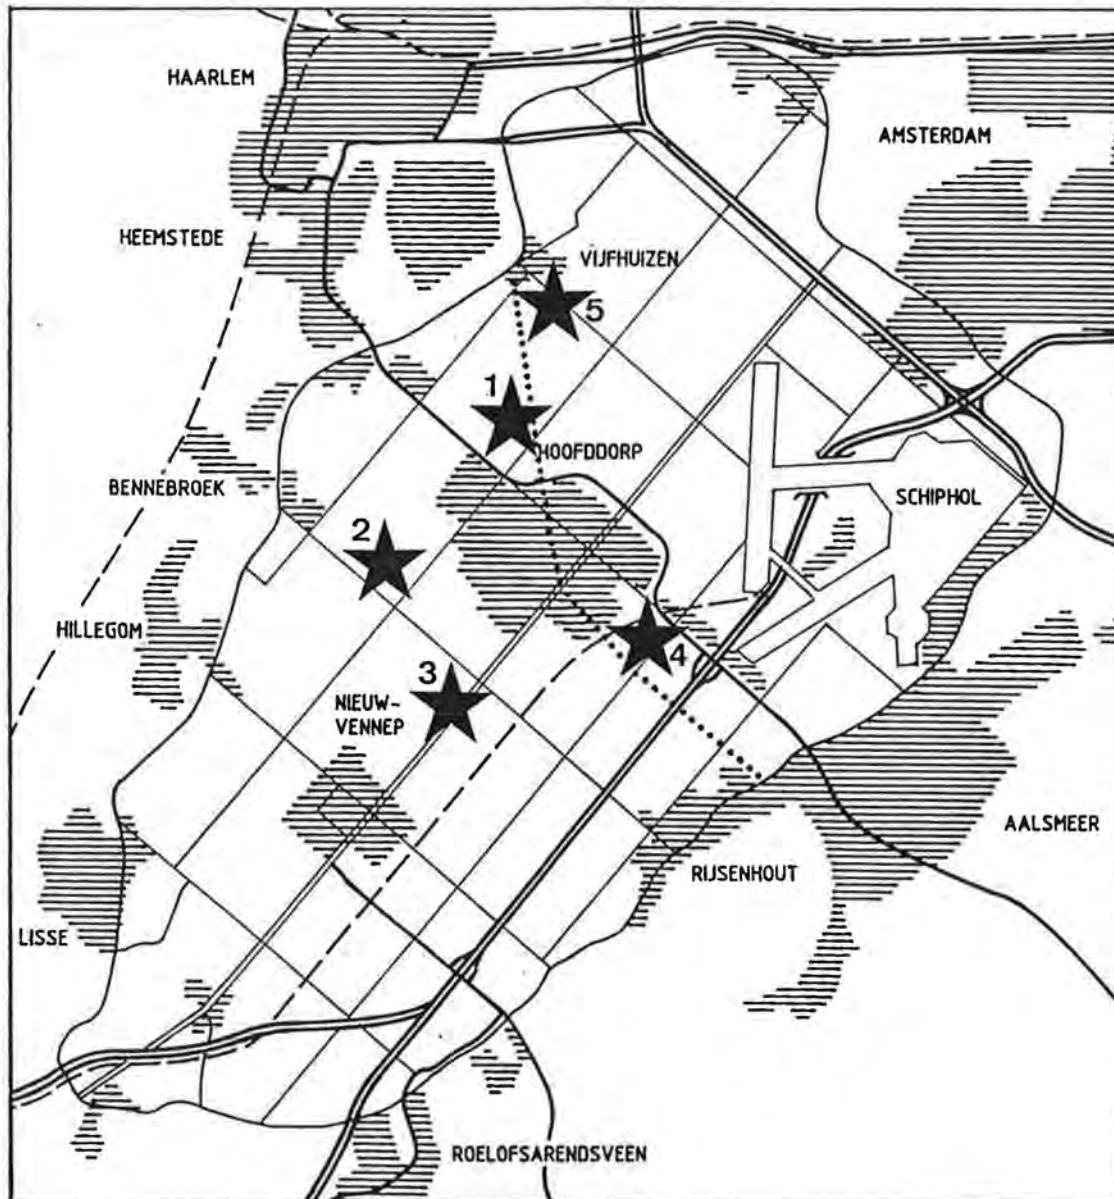 HAARLEM
AMSTERDAM
HEEMSTEDE
VIJFHUIZEN
5
1
HOOFDDORP
BENNEBROEK
SCHIPHOL
2
HILLEGOM
4
3
NIEUW-
VENNEP
AALSMEER
RIJSENHOUT
LISSE
ROELOFSARENDSVEEN